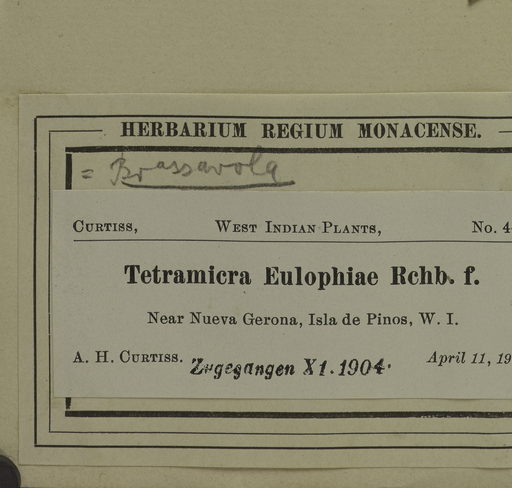 HERBARIUM REGIUM MONACENSE.
= Brassavola
CURTISS, WEST INDIAN PLANTS, No. 4
Tetramicra Eulophiae Rchb. f.
Near Nueva Gerona, Isla de Pinos, W. I.
A. H. CURTISS. Zugegangen XI. 1904. April 11, 19